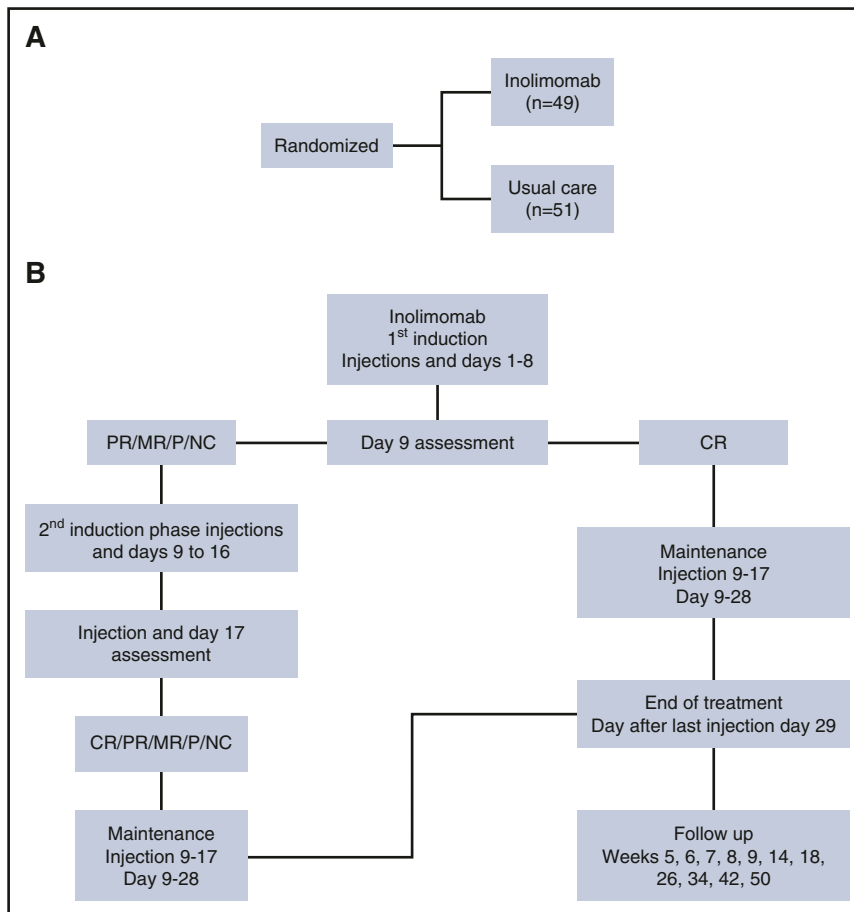 A
Inolimomab
(n=49)
Randomized
Usual care
(n=51)
B
Inolimomab
1st induction
Injections and days 1-8
PR/MR/P/NC
Day 9 assessment
CR
2nd induction phase injections
and days 9 to 16
Maintenance
Injection 9-17
Day 9-28
Injection and day 17
assessment
End of treatment
Day after last injection day 29
CR/PR/MR/P/NC
Maintenance
Injection 9-17
Day 9-28
Follow up
Weeks 5, 6, 7, 8, 9, 14, 18,
26, 34, 42, 50